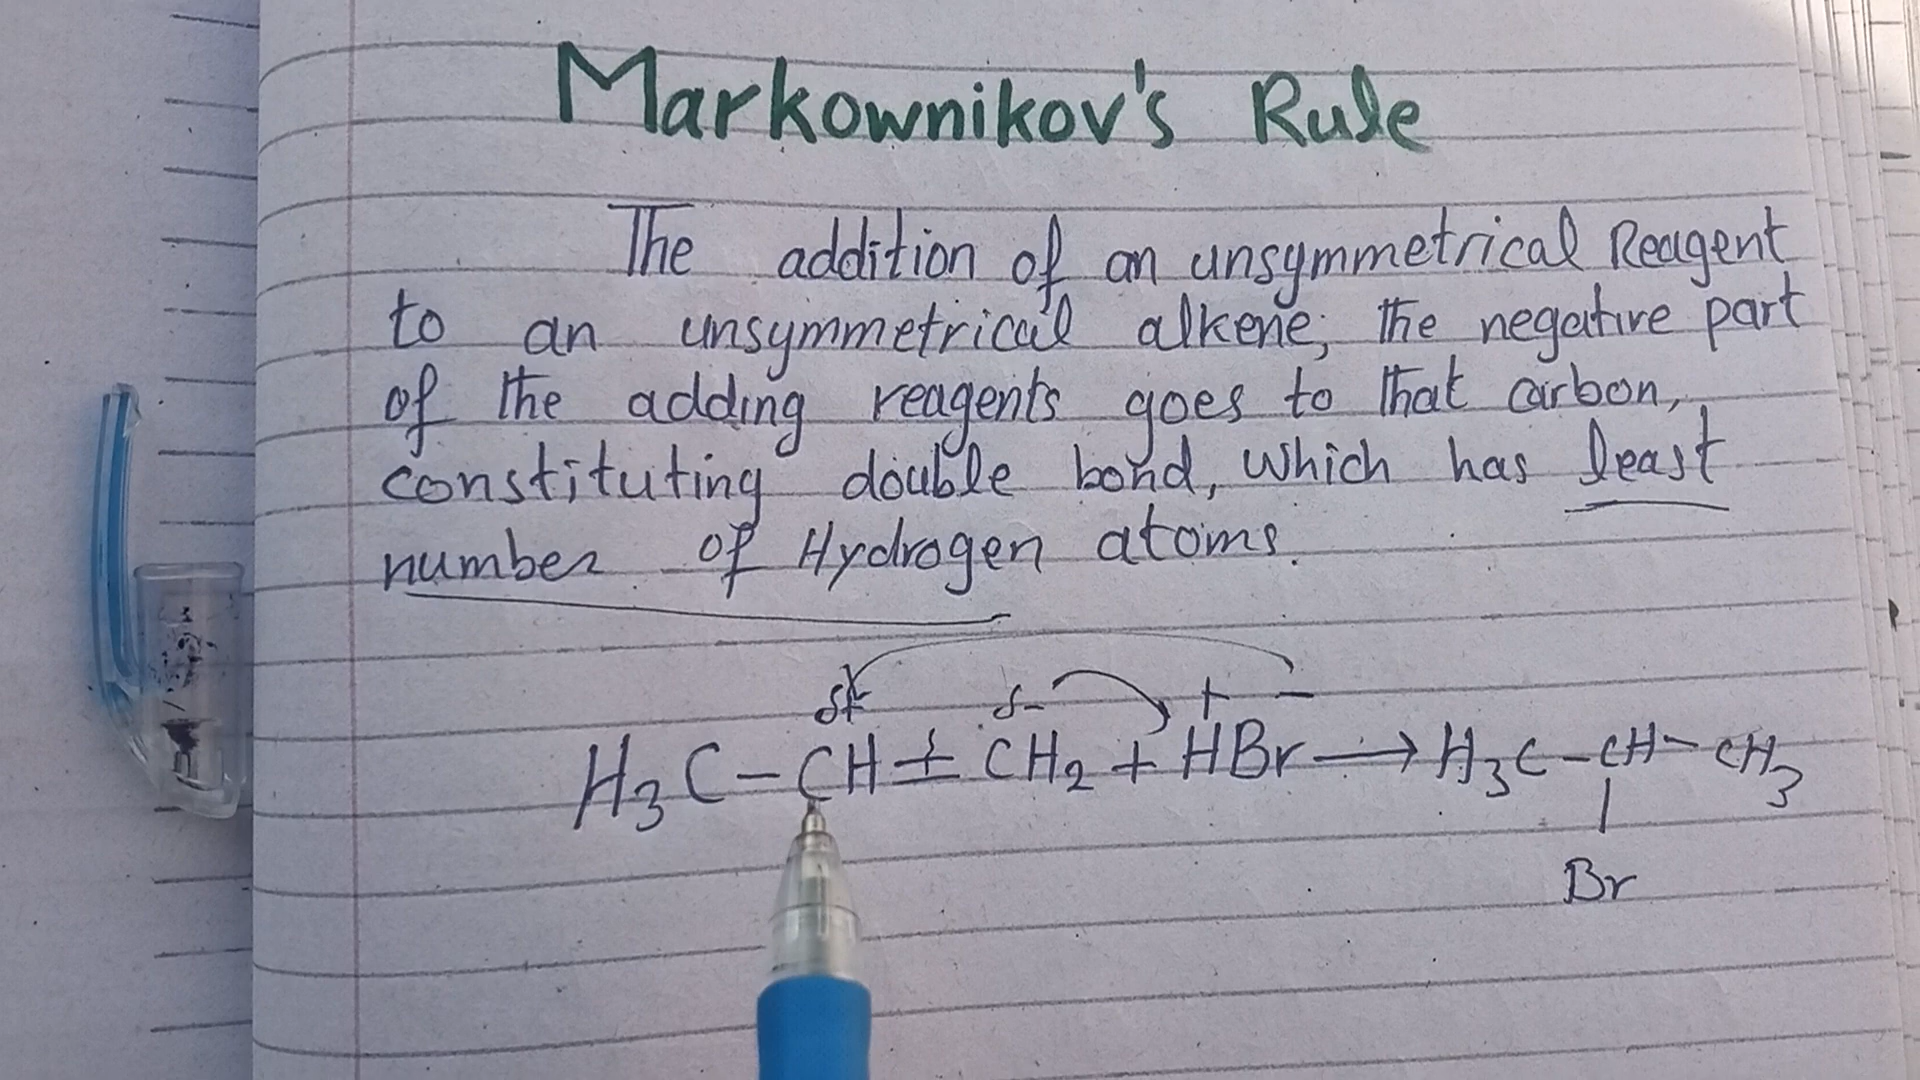 Markownikov's Rule
The addition of an unsymmetrical Reagent
to an unsymmetrical alkene; the negative part
of the adding reagents goes to that carbon,
constituting double bond, which has least
number of Hydrogen atoms.
δ+ δ- + -
H₃C-CH=CH₂ + HBr → H₃C-CH-CH₃
|
Br